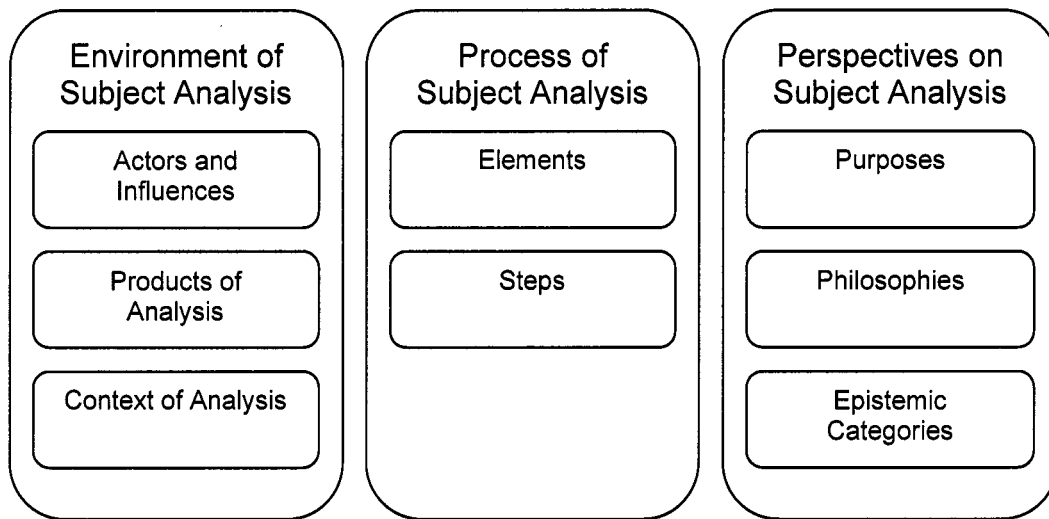 Environment of
Subject Analysis
Actors and
Influences
Products of
Analysis
Context of Analysis
Process of
Subject Analysis
Elements
Steps
Perspectives on
Subject Analysis
Purposes
Philosophies
Epistemic
Categories